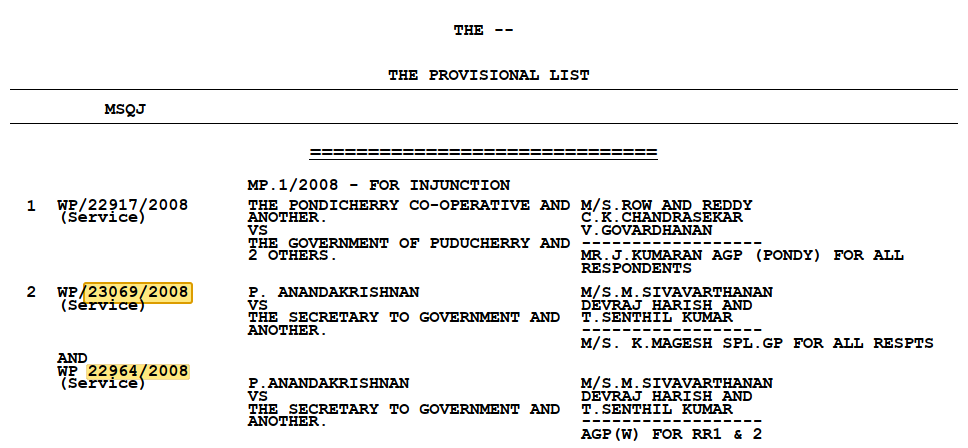 THE --
THE PROVISIONAL LIST
MSQJ
==============================
MP.1/2008 - FOR INJUNCTION
1 WP/22917/2008 THE PONDICHERRY CO-OPERATIVE AND M/S.ROW AND REDDY
(Service) ANOTHER. C.K.CHANDRASEKAR
VS V.GOVARDHANAN
THE GOVERNMENT OF PUDUCHERRY AND ------------------
2 OTHERS. MR.J.KUMARAN AGP (PONDY) FOR ALL
RESPONDENTS
2 WP/23069/2008 P. ANANDAKRISHNAN M/S.M.SIVAVARTHANAN
(Service) VS DEVRAJ HARISH AND
THE SECRETARY TO GOVERNMENT AND T.SENTHIL KUMAR
ANOTHER. ------------------
M/S. K.MAGESH SPL.GP FOR ALL RESPTS
AND
WP 22964/2008
(Service) P.ANANDAKRISHNAN M/S.M.SIVAVARTHANAN
VS DEVRAJ HARISH AND
THE SECRETARY TO GOVERNMENT AND T.SENTHIL KUMAR
ANOTHER. ------------------
AGP(W) FOR RR1 & 2